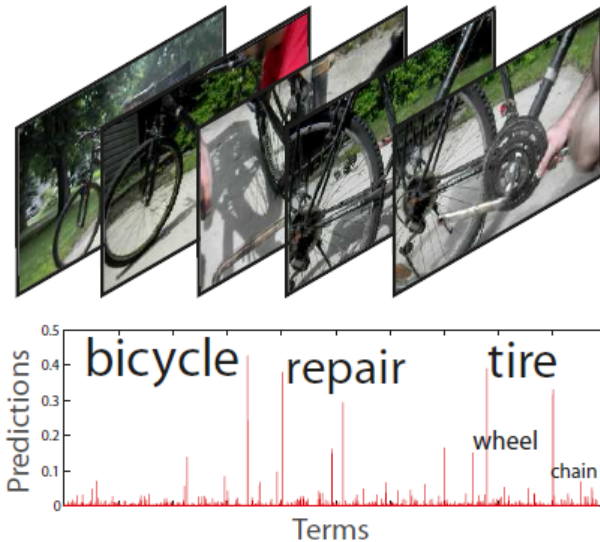 0.5
0.4
0.3
0.2
0.1
0
Predictions
bicycle
repair
tire
wheel
chain
Terms